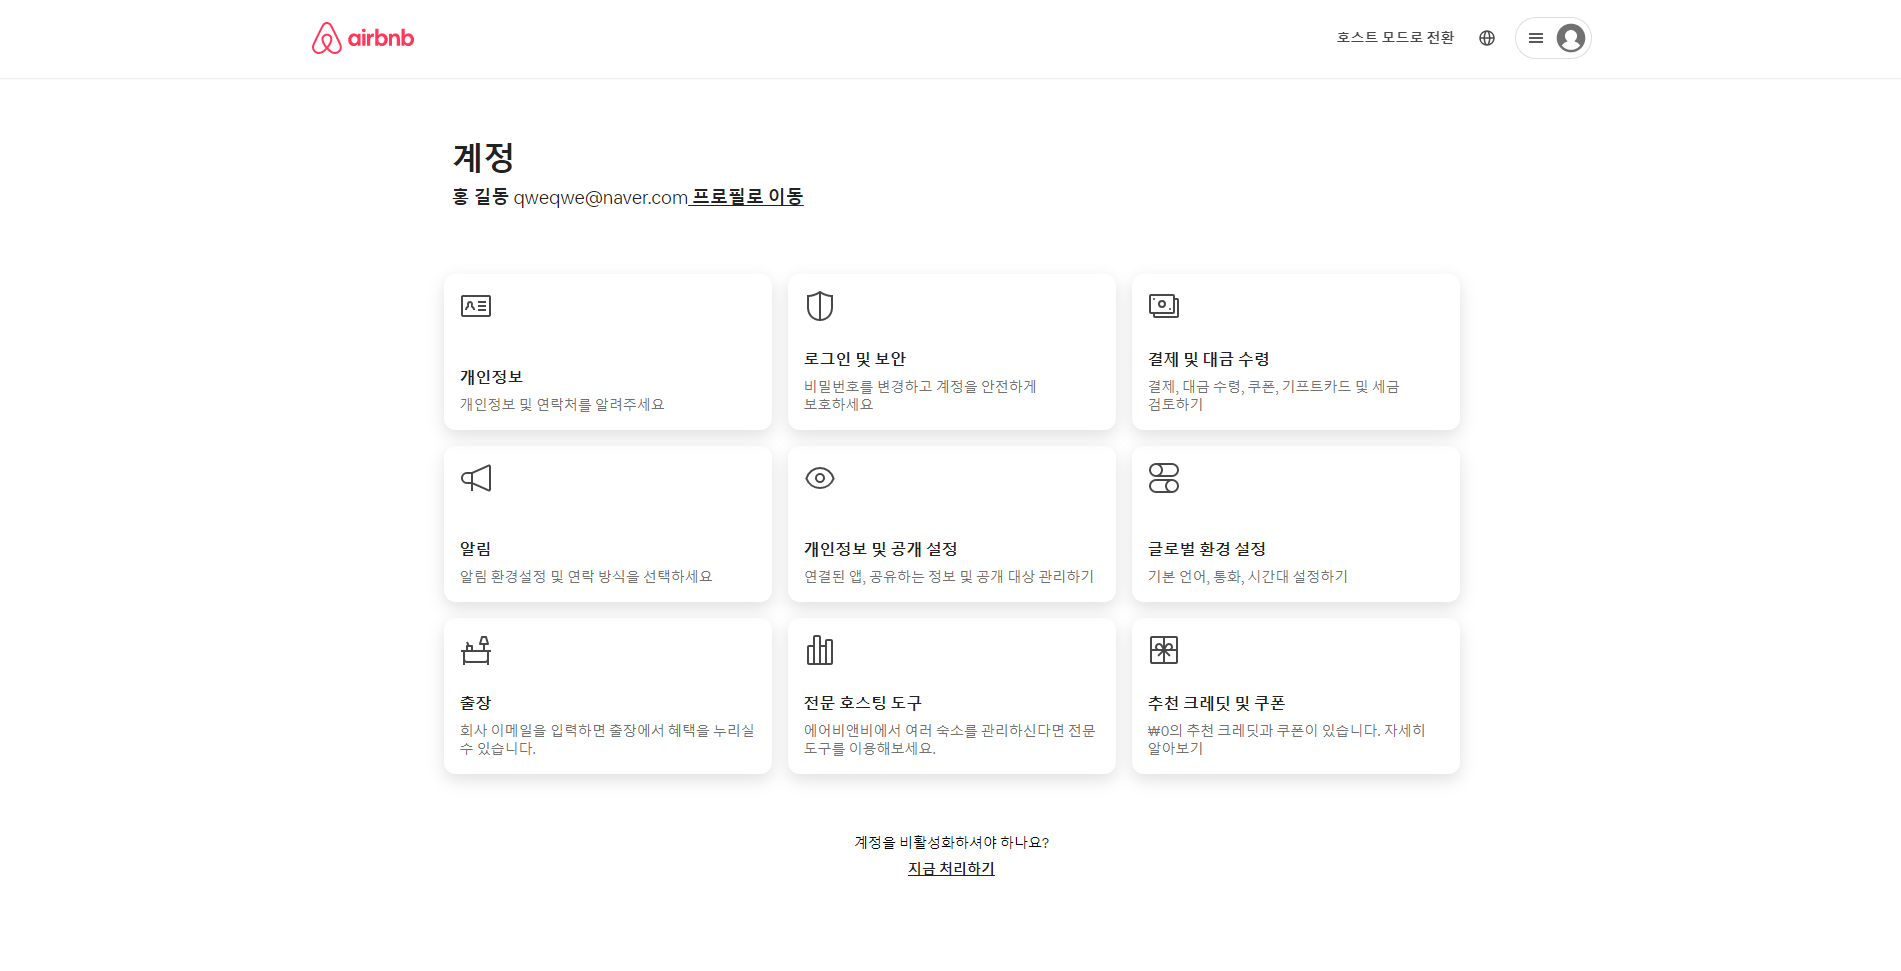 airbnb
호스트 모드로 전환
계정
홍 길동 qweqwe@naver.com 프로필로 이동
개인정보
개인정보 및 연락처를 알려주세요
로그인 및 보안
비밀번호를 변경하고 계정을 안전하게
보호하세요
결제 및 대금 수령
결제, 대금 수령, 쿠폰, 기프트카드 및 세금
검토하기
알림
알림 환경설정 및 연락 방식을 선택하세요
개인정보 및 공개 설정
연결된 앱, 공유하는 정보 및 공개 대상 관리하기
글로벌 환경 설정
기본 언어, 통화, 시간대 설정하기
출장
회사 이메일을 입력하면 출장에서 혜택을 누리실
수 있습니다.
전문 호스팅 도구
에어비앤비에서 여러 숙소를 관리하신다면 전문
도구를 이용해보세요.
추천 크레딧 및 쿠폰
₩0의 추천 크레딧과 쿠폰이 있습니다. 자세히
알아보기
계정을 비활성화하셔야 하나요?
지금 처리하기